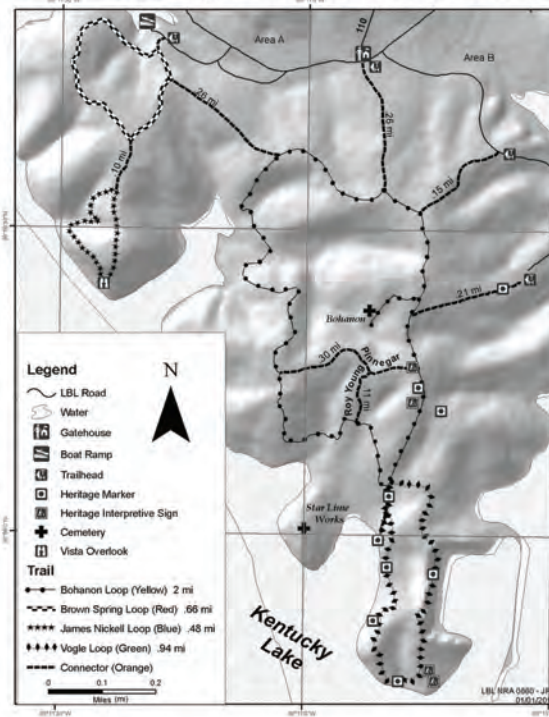 110
Area A
Area B
.26 mi
.26 mi
.10 mi
.15 mi
.21 mi
Bohanon
.30 mi
Pinnegar
Roy Young
.11 mi
Star Lime
Works
Kentucky
Lake
Legend
N
LBL Road
Water
Gatehouse
Boat Ramp
Trailhead
Heritage Marker
Heritage Interpretive Sign
Cemetery
Vista Overlook
Trail
Bohanon Loop (Yellow) 2 mi
Brown Spring Loop (Red) .66 mi
James Nickell Loop (Blue) .48 mi
Vogle Loop (Green) .94 mi
Connector (Orange)
0 0.1 0.2
Miles (mi)